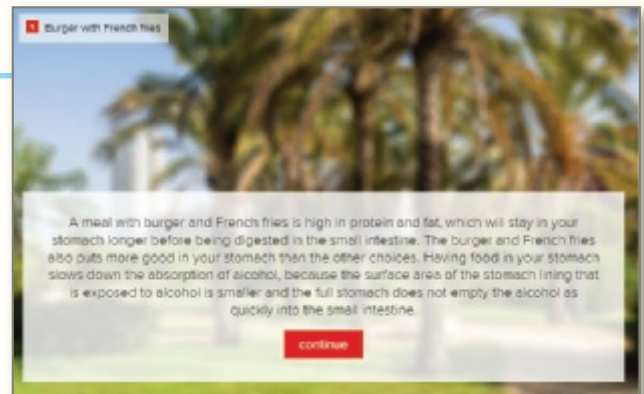 1 Burger with French fries
A meal with burger and French fries is high in protein and fat, which will stay in your
stomach longer before being digested in the small intestine. The burger and French fries
also puts more good in your stomach than the other choices. Having food in your stomach
slows down the absorption of alcohol, because the surface area of the stomach lining that
is exposed to alcohol is smaller and the full stomach does not empty the alcohol as
quickly into the small intestine.
continue